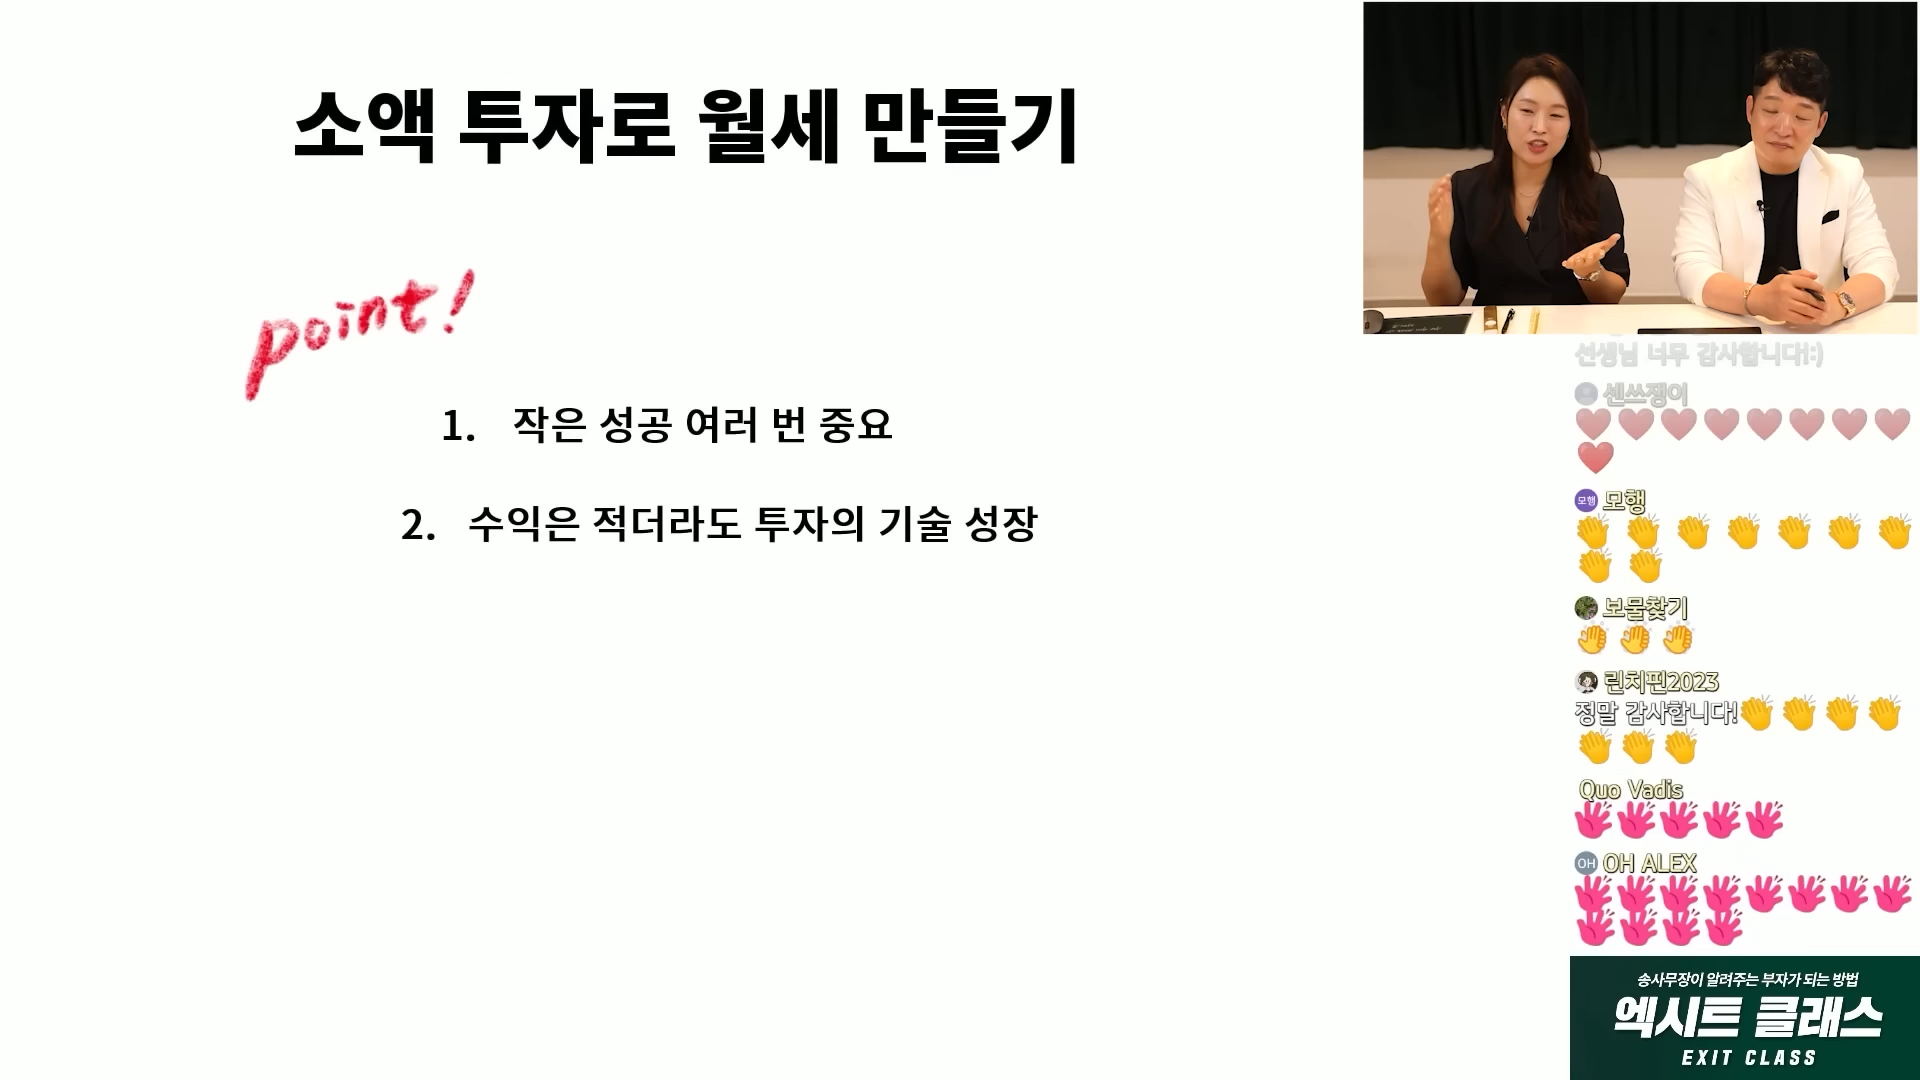 소액 투자로 월세 만들기
point!
1. 작은 성공 여러 번 중요
2. 수익은 적더라도 투자의 기술 성장
선생님 너무 감사합니다!:)
센쓰쟁이
❤️❤️❤️❤️❤️❤️❤️❤️
❤️
모행 모행
👏👏👏👏👏👏👏
👏👏
보물찾기
👏👏👏
린치핀2023
정말 감사합니다!👏👏👏👏
👏👏👏
Quo Vadis
OH OH ALEX
송사무장이 알려주는 부자가 되는 방법
엑시트 클래스
EXIT CLASS